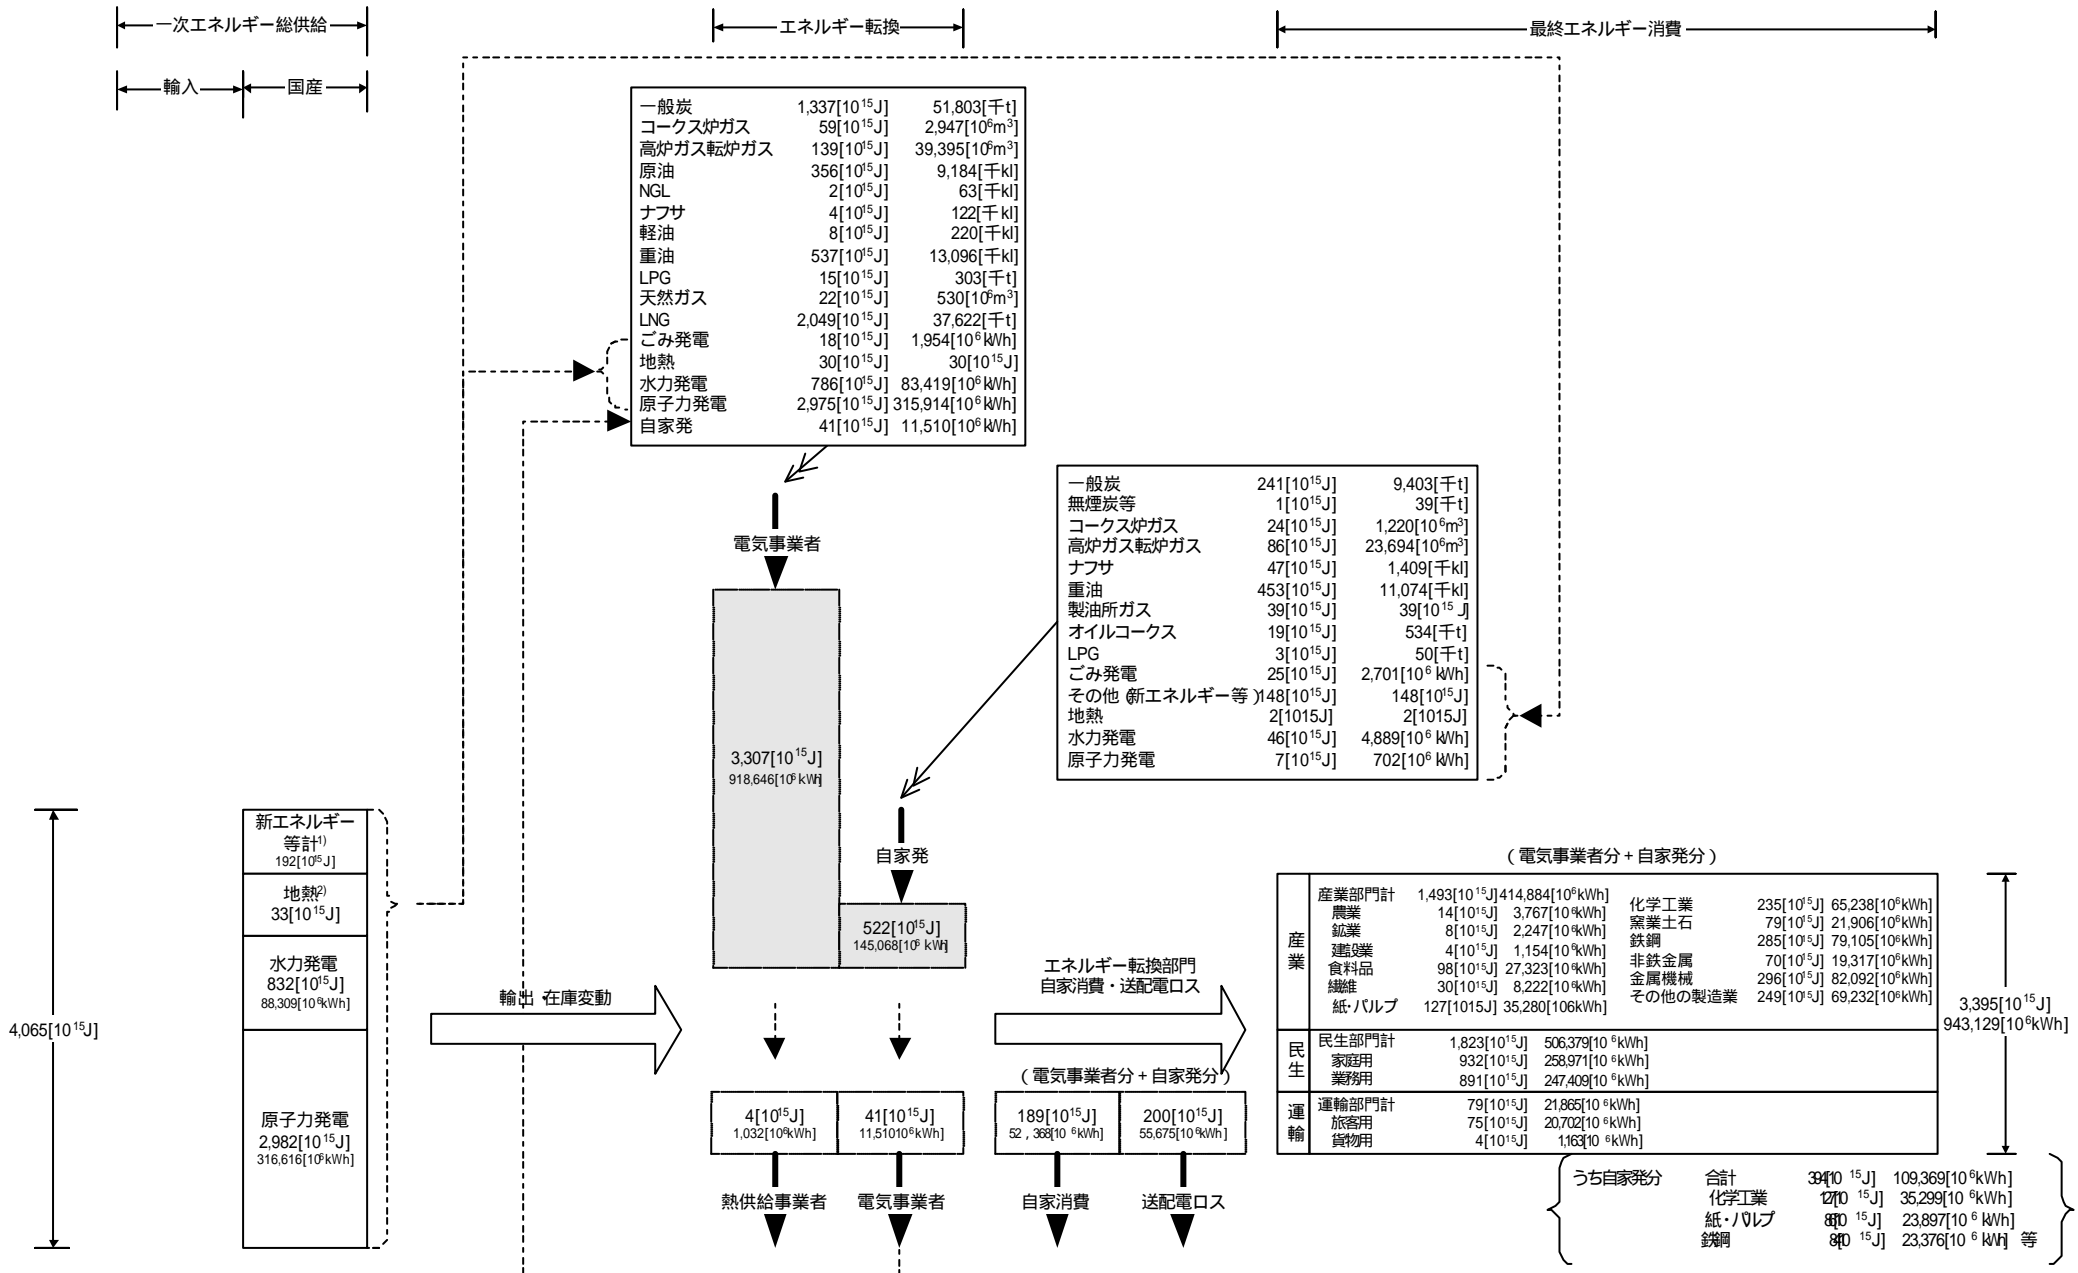 一次エネルギー総供給
エネルギー転換
最終エネルギー消費
輸入
国産
一般炭 1,337[10¹⁵J] 51,803[千t]
コークス炉ガス 59[10¹⁵J] 2,947[10⁶m³]
高炉ガス転炉ガス 139[10¹⁵J] 39,395[10⁶m³]
原油 356[10¹⁵J] 9,184[千kl]
NGL 2[10¹⁵J] 63[千kl]
ナフサ 4[10¹⁵J] 122[千kl]
軽油 8[10¹⁵J] 220[千kl]
重油 537[10¹⁵J] 13,096[千kl]
LPG 15[10¹⁵J] 303[千t]
天然ガス 22[10¹⁵J] 530[10⁶m³]
LNG 2,049[10¹⁵J] 37,622[千t]
ごみ発電 18[10¹⁵J] 1,954[10⁶kWh]
地熱 30[10¹⁵J] 30[10¹⁵J]
水力発電 786[10¹⁵J] 83,419[10⁶kWh]
原子力発電 2,975[10¹⁵J] 315,914[10⁶kWh]
自家発 41[10¹⁵J] 11,510[10⁶kWh]
電気事業者
3,307[10¹⁵J]
918,646[10⁶kWh]
一般炭 241[10¹⁵J] 9,403[千t]
無煙炭等 1[10¹⁵J] 39[千t]
コークス炉ガス 24[10¹⁵J] 1,220[10⁶m³]
高炉ガス転炉ガス 86[10¹⁵J] 23,694[10⁶m³]
ナフサ 47[10¹⁵J] 1,409[千kl]
重油 453[10¹⁵J] 11,074[千kl]
製油所ガス 39[10¹⁵J] 39[10¹⁵J]
オイルコークス 19[10¹⁵J] 534[千t]
LPG 3[10¹⁵J] 50[千t]
ごみ発電 25[10¹⁵J] 2,701[10⁶kWh]
その他(新エネルギー等) 148[10¹⁵J] 148[10¹⁵J]
地熱 2[1015J] 2[1015J]
水力発電 46[10¹⁵J] 4,889[10⁶kWh]
原子力発電 7[10¹⁵J] 702[10⁶kWh]
自家発
522[10¹⁵J]
145,068[10⁶kWh]
4,065[10¹⁵J]
新エネルギー
等計¹⁾
192[10¹⁵J]
地熱²⁾
33[10¹⁵J]
水力発電
832[10¹⁵J]
88,309[10⁶kWh]
原子力発電
2,982[10¹⁵J]
316,616[10⁶kWh]
輸出・在庫変動
エネルギー転換部門
自家消費・送配電ロス
(電気事業者分+自家発分)
4[10¹⁵J]
1,032[10⁶kWh]
41[10¹⁵J]
11,51010⁶kWh]
189[10¹⁵J]
52,368[10⁶kWh]
200[10¹⁵J]
55,675[10⁶kWh]
熱供給事業者
電気事業者
自家消費
送配電ロス
(電気事業者分+自家発分)
産業
産業部門計 1,493[10¹⁵J] 414,884[10⁶kWh]
農業 14[10¹⁵J] 3,767[10⁶kWh]
鉱業 8[10¹⁵J] 2,247[10⁶kWh]
建設業 4[10¹⁵J] 1,154[10⁶kWh]
食料品 98[10¹⁵J] 27,323[10⁶kWh]
繊維 30[10¹⁵J] 8,222[10⁶kWh]
紙・パルプ 127[1015J] 35,280[106kWh]
化学工業 235[10¹⁵J] 65,238[10⁶kWh]
窯業土石 79[10¹⁵J] 21,906[10⁶kWh]
鉄鋼 285[10¹⁵J] 79,105[10⁶kWh]
非鉄金属 70[10¹⁵J] 19,317[10⁶kWh]
金属機械 296[10¹⁵J] 82,092[10⁶kWh]
その他の製造業 249[10¹⁵J] 69,232[10⁶kWh]
民生
民生部門計 1,823[10¹⁵J] 506,379[10⁶kWh]
家庭用 932[10¹⁵J] 258,971[10⁶kWh]
業務用 891[10¹⁵J] 247,409[10⁶kWh]
運輸
運輸部門計 79[10¹⁵J] 21,865[10⁶kWh]
旅客用 75[10¹⁵J] 20,702[10⁶kWh]
貨物用 4[10¹⁵J] 1,163[10⁶kWh]
3,395[10¹⁵J]
943,129[10⁶kWh]
うち自家発分 合計 394[10¹⁵J] 109,369[10⁶kWh]
化学工業 127[10¹⁵J] 35,299[10⁶kWh]
紙・パルプ 23,897[10⁶kWh]
鉄鋼 23,376[10⁶kWh] 等